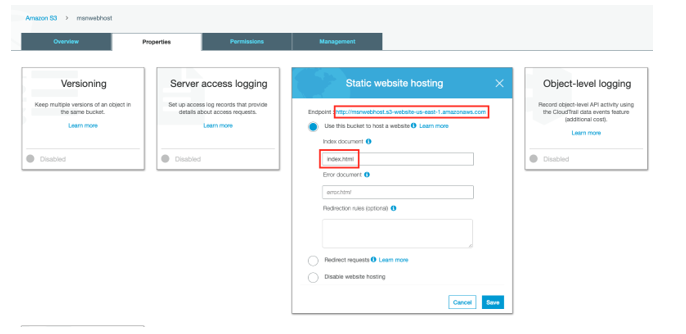 Amazon S3 > msnwebhost
Overview
Properties
Permissions
Management
Versioning
Keep multiple versions of an object in
the same bucket.
Learn more
Disabled
Server access logging
Set up access log records that provide
details about access requests.
Learn more
Disabled
Static website hosting
Endpoint : http://msnwebhost.s3-website-us-east-1.amazonaws.com
Use this bucket to host a website Learn more
Index document
index.html
Error document
error.html
Redirection rules (optional)
Redirect requests Learn more
Disable website hosting
Cancel Save
Object-level logging
Record object-level API activity using
the CloudTrail data events feature
(additional cost).
Learn more
Disabled